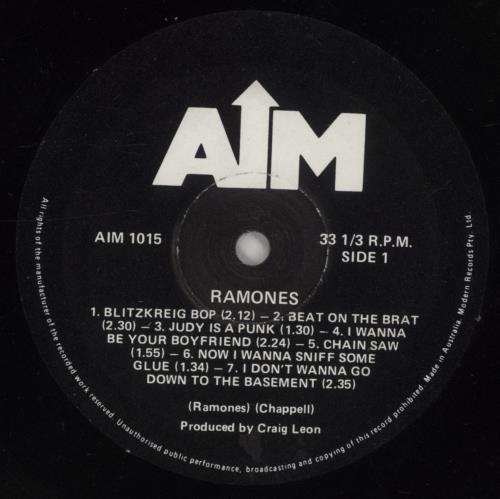 AIM
AIM 1015
33 1/3 R.P.M.
SIDE 1
RAMONES
1. BLITZKREIG BOP (2.12) – 2. BEAT ON THE BRAT
(2.30) – 3. JUDY IS A PUNK (1.30) – 4. I WANNA
BE YOUR BOYFRIEND (2.24) – 5. CHAIN SAW
(1.55) – 6. NOW I WANNA SNIFF SOME
GLUE (1.34) – 7. I DON'T WANNA GO
DOWN TO THE BASEMENT (2.35)
(Ramones) (Chappell)
Produced by Craig Leon
All rights of the manufacturer of the recorded work reserved. Unauthorised public performance, broadcasting and copying of this record prohibited. Made in Australia. Modern Records Pty. Ltd.